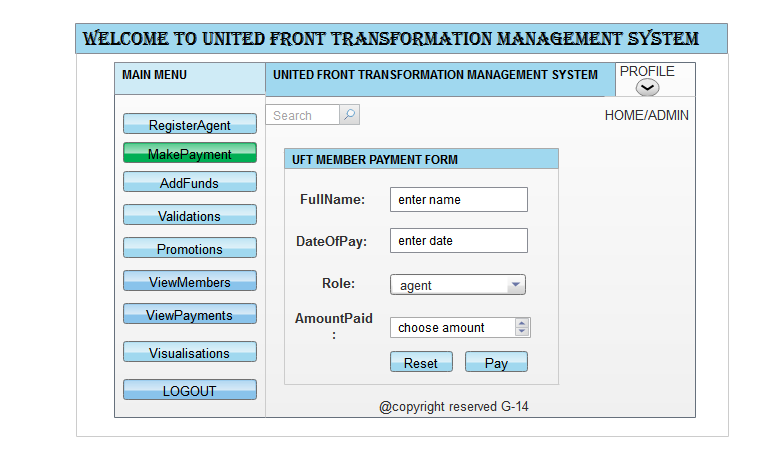 WELCOME TO UNITED FRONT TRANSFORMATION MANAGEMENT SYSTEM
MAIN MENU
UNITED FRONT TRANSFORMATION MANAGEMENT SYSTEM
PROFILE
Search
HOME/ADMIN
RegisterAgent
MakePayment
AddFunds
Validations
Promotions
ViewMembers
ViewPayments
Visualisations
LOGOUT
UFT MEMBER PAYMENT FORM
FullName:
enter name
DateOfPay:
enter date
Role:
agent
AmountPaid
:
choose amount
Reset
Pay
@copyright reserved G-14